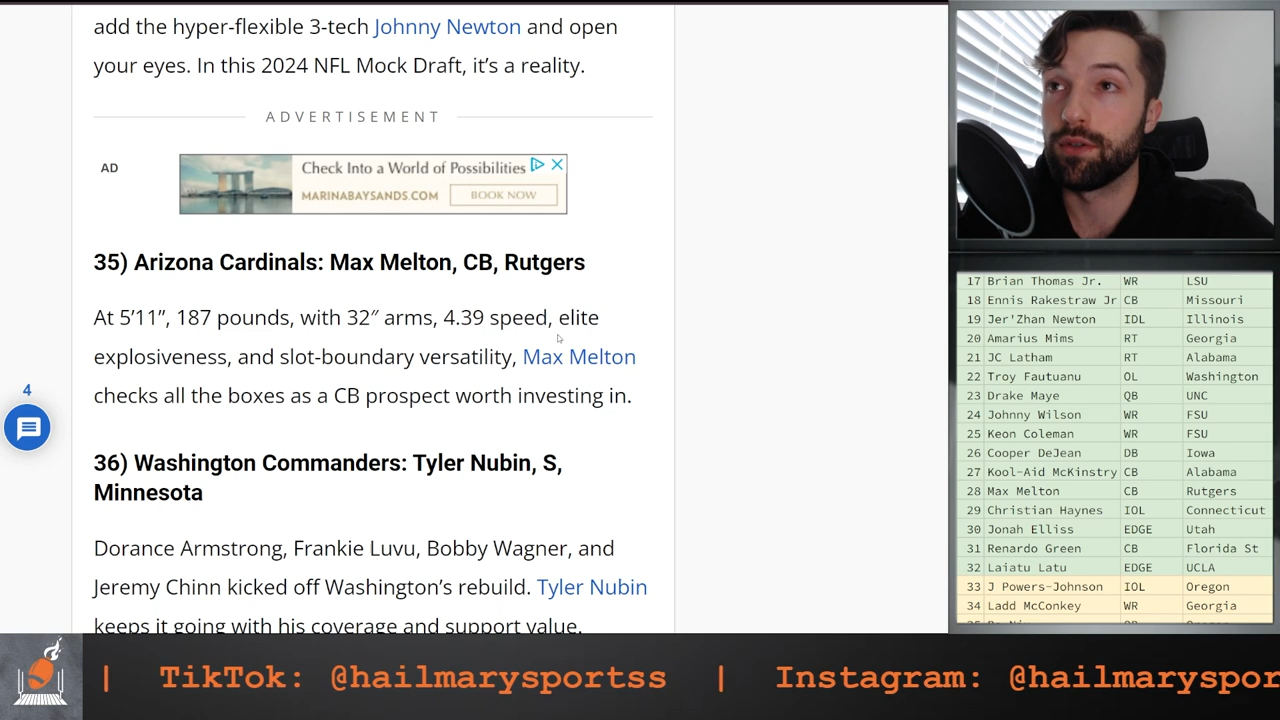 add the hyper-flexible 3-tech Johnny Newton and open
your eyes. In this 2024 NFL Mock Draft, it’s a reality.
ADVERTISEMENT
AD
Check Into a World of Possibilities
MARINABAYSANDS.COM
BOOK NOW
35) Arizona Cardinals: Max Melton, CB, Rutgers
At 5’11”, 187 pounds, with 32″ arms, 4.39 speed, elite
explosiveness, and slot-boundary versatility, Max Melton
checks all the boxes as a CB prospect worth investing in.
4
36) Washington Commanders: Tyler Nubin, S,
Minnesota
Dorance Armstrong, Frankie Luvu, Bobby Wagner, and
Jeremy Chinn kicked off Washington’s rebuild. Tyler Nubin
keeps it going with his coverage and support value.
17 Brian Thomas Jr. WR LSU
18 Ennis Rakestraw Jr CB Missouri
19 Jer'Zhan Newton IDL Illinois
20 Amarius Mims RT Georgia
21 JC Latham RT Alabama
22 Troy Fautuanu OL Washington
23 Drake Maye QB UNC
24 Johnny Wilson WR FSU
25 Keon Coleman WR FSU
26 Cooper DeJean DB Iowa
27 Kool-Aid McKinstry CB Alabama
28 Max Melton CB Rutgers
29 Christian Haynes IOL Connecticut
30 Jonah Elliss EDGE Utah
31 Renardo Green CB Florida St
32 Laiatu Latu EDGE UCLA
33 J Powers-Johnson IOL Oregon
34 Ladd McConkey WR Georgia
| TikTok: @hailmarysportss | Instagram: @hailmaryspor